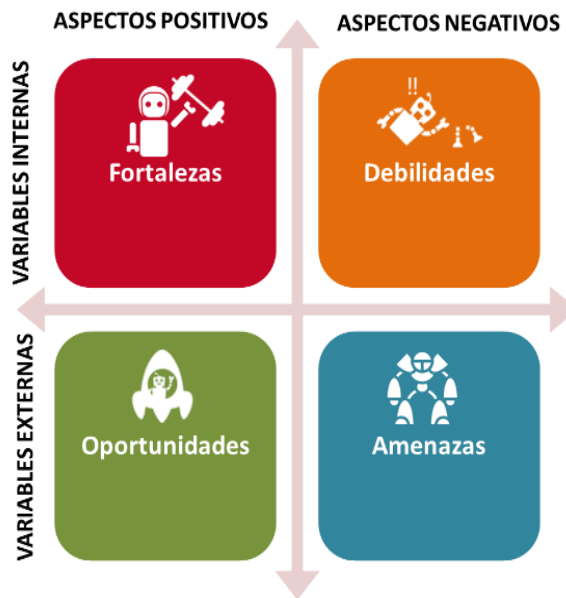 ASPECTOS POSITIVOS
ASPECTOS NEGATIVOS
VARIABLES INTERNAS
Fortalezas
!!
Debilidades
VARIABLES EXTERNAS
Oportunidades
Amenazas